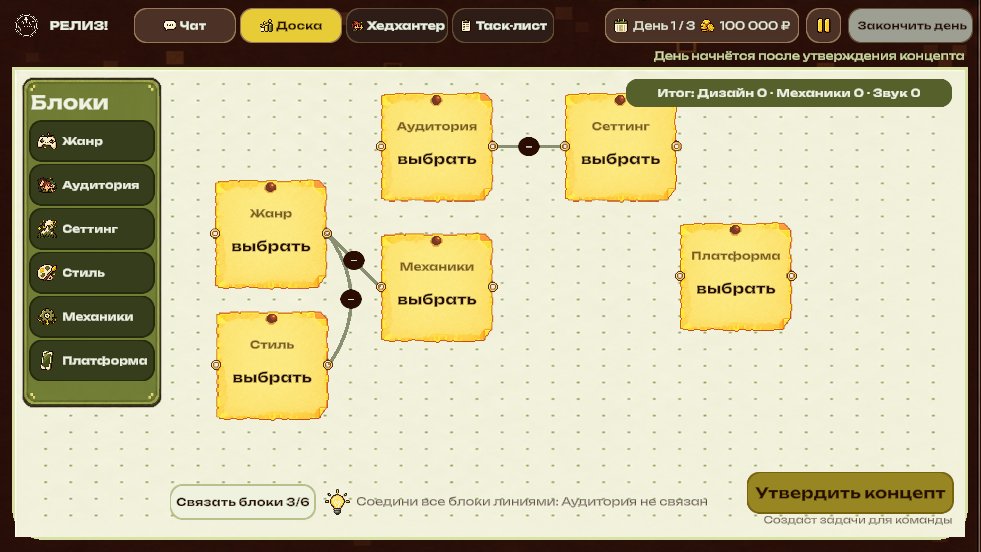 РЕЛИЗ!
Чат
Доска
Хедхантер
Таск-лист
День 1 / 3
100 000 ₽
Закончить день
День начнётся после утверждения концепта
Блоки
Жанр
Аудитория
Сеттинг
Стиль
Механики
Платформа
Итог: Дизайн 0 · Механики 0 · Звук 0
Аудитория
выбрать
Сеттинг
выбрать
Жанр
выбрать
Механики
выбрать
Платформа
выбрать
Стиль
выбрать
Связать блоки 3/6
Соедини все блоки линиями: Аудитория не связан
Утвердить концепт
Создаст задачи для команды